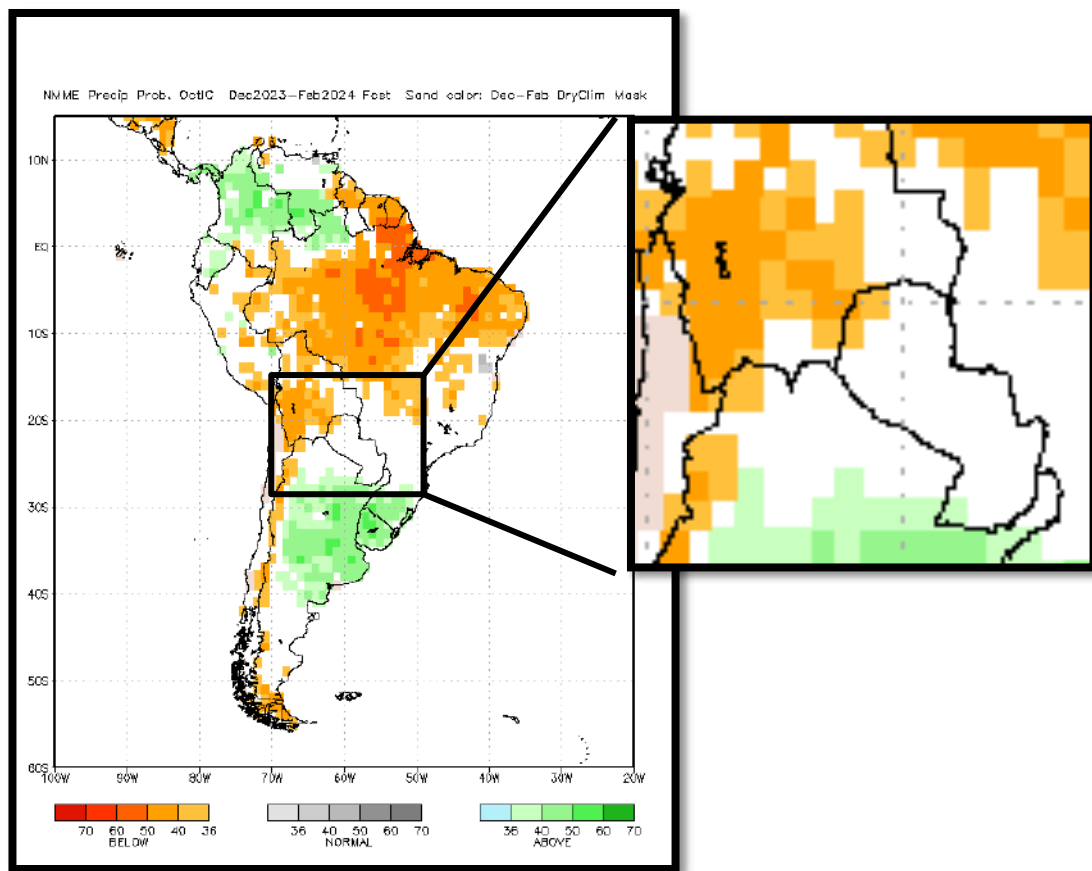 NMME Precip Prob. OctIC Dec2023-Feb2024 Fcst Sand color: Dec-Feb DryClim Mask
10N
EQ
10S
20S
30S
40S
50S
60S
100W 90W 80W 70W 60W 50W 40W 30W 20W
70 60 50 40 36
BELOW
36 40 50 60 70
NORMAL
36 40 50 60 70
ABOVE